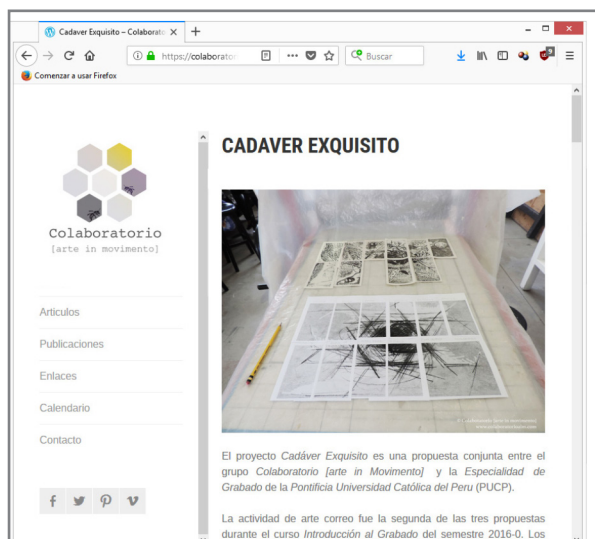 Cadaver Exquisito – Colaborato
https://colaborator
Buscar
9
Comenzar a usar Firefox
CADAVER EXQUISITO
Colaboratorio
[arte in movimento]
Articulos
Publicaciones
Enlaces
Calendario
Contacto
El proyecto Cadáver Exquisito es una propuesta conjunta entre el
grupo Colaboratorio [arte in Movimento] y la Especialidad de
Grabado de la Pontificia Universidad Católica del Peru (PUCP).
La actividad de arte correo fue la segunda de las tres propuestas
durante el curso Introducción al Grabado del semestre 2016-0. Los